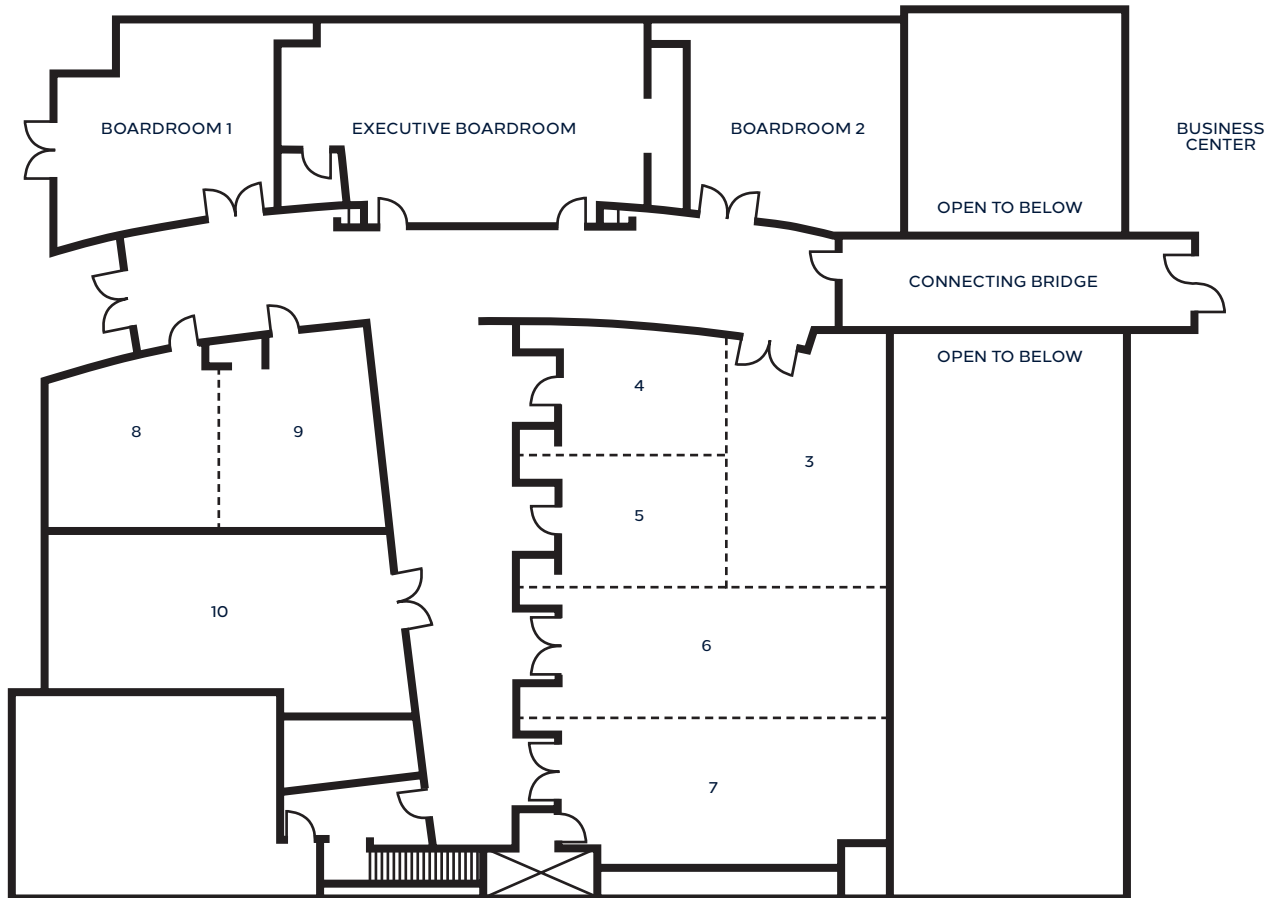 BOARDROOM 1
EXECUTIVE BOARDROOM
BOARDROOM 2
BUSINESS
CENTER
OPEN TO BELOW
CONNECTING BRIDGE
OPEN TO BELOW
4
8
9
3
5
10
6
7